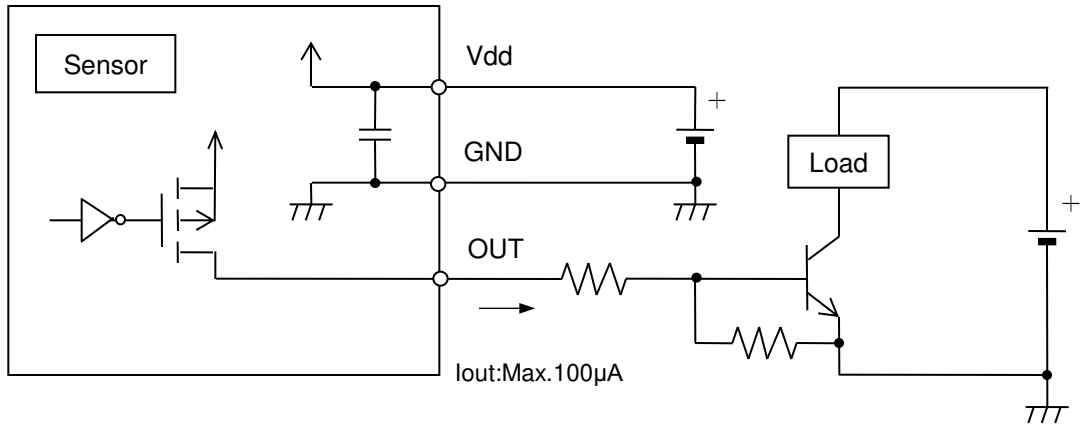 Sensor
Vdd
+
GND
Load
+
OUT
Iout:Max.100μA